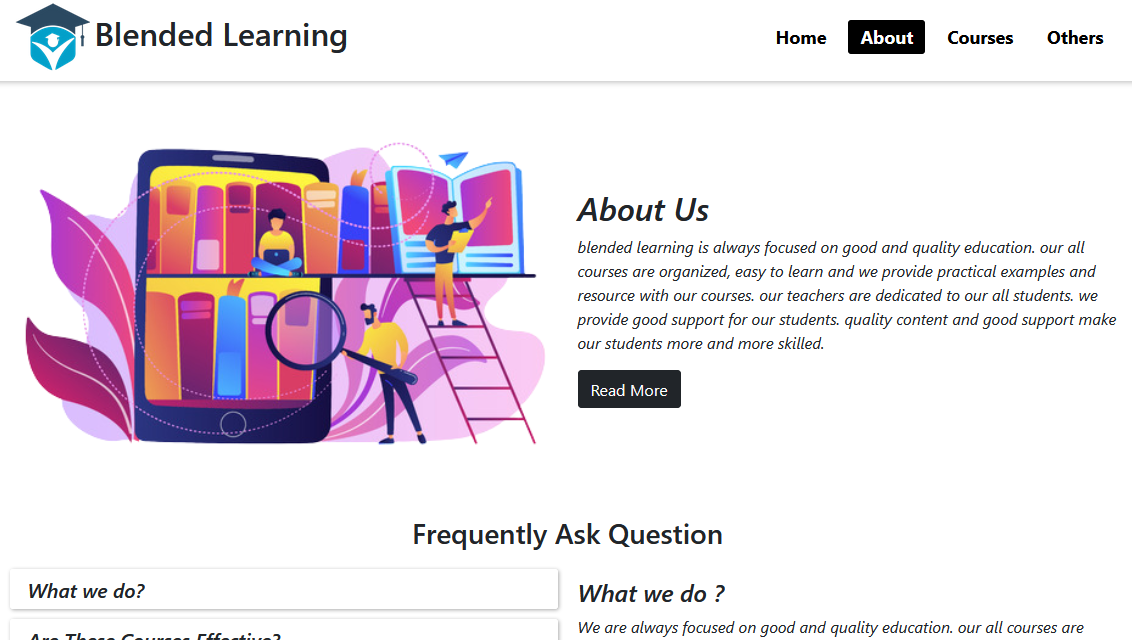 Blended Learning
Home
About
Courses
Others
About Us
blended learning is always focused on good and quality education. our all
courses are organized, easy to learn and we provide practical examples and
resource with our courses. our teachers are dedicated to our all students. we
provide good support for our students. quality content and good support make
our students more and more skilled.
Read More
Frequently Ask Question
What we do?
Are These Courses Effective?
What we do ?
We are always focused on good and quality education. our all courses are